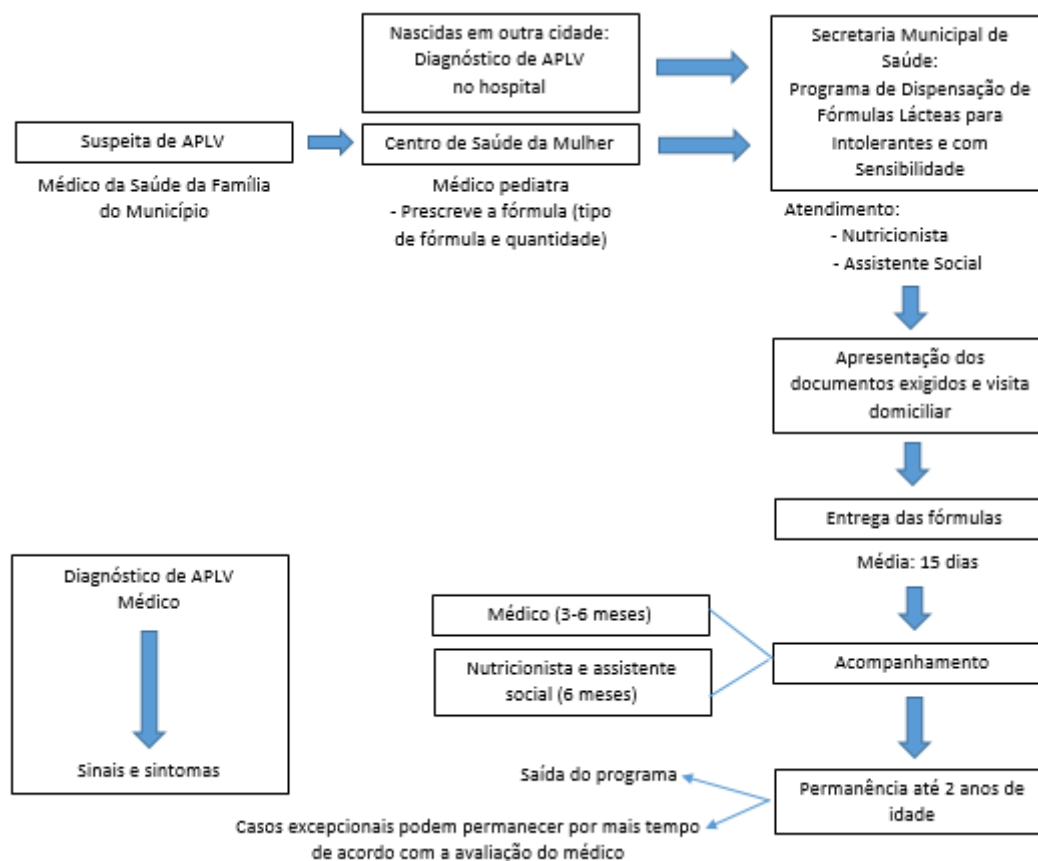 Nascidas em outra cidade:
Diagnóstico de APLV
no hospital
Secretaria Municipal de
Saúde:
Programa de Dispensação de
Fórmulas Lácteas para
Intolerantes e com
Sensibilidade
Suspeita de APLV
Centro de Saúde da Mulher
Médico da Saúde da Família
do Município
Médico pediatra
- Prescreve a fórmula (tipo
de fórmula e quantidade)
Atendimento:
- Nutricionista
- Assistente Social
Apresentação dos
documentos exigidos e visita
domiciliar
Entrega das fórmulas
Média: 15 dias
Diagnóstico de APLV
Médico
Sinais e sintomas
Médico (3-6 meses)
Nutricionista e assistente
social (6 meses)
Acompanhamento
Permanência até 2 anos de
idade
Saída do programa
Casos excepcionais podem permanecer por mais tempo
de acordo com a avaliação do médico